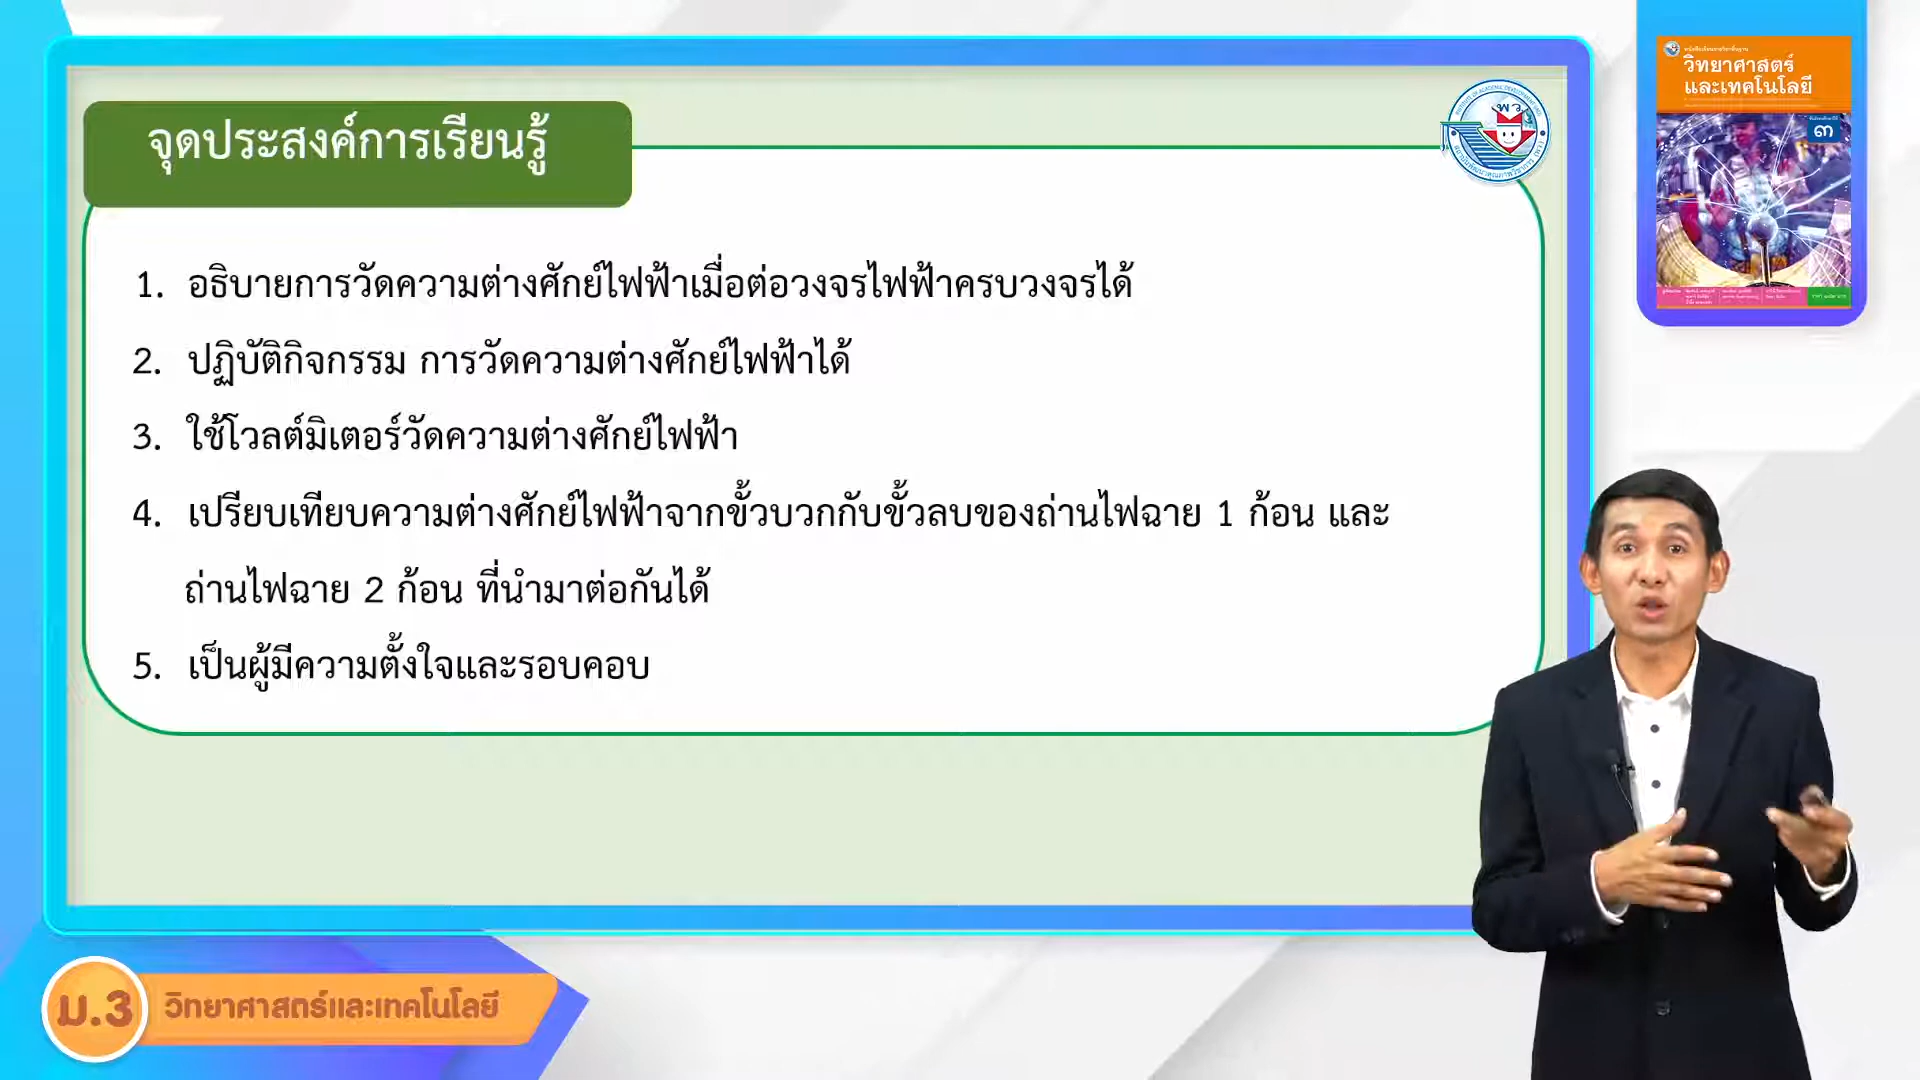 จุดประสงค์การเรียนรู้
1. อธิบายการวัดความต่างศักย์ไฟฟ้าเมื่อต่อวงจรไฟฟ้าครบวงจรได้
2. ปฏิบัติกิจกรรม การวัดความต่างศักย์ไฟฟ้าได้
3. ใช้โวลต์มิเตอร์วัดความต่างศักย์ไฟฟ้า
4. เปรียบเทียบความต่างศักย์ไฟฟ้าจากขั้วบวกกับขั้วลบของถ่านไฟฉาย 1 ก้อน และ
ถ่านไฟฉาย 2 ก้อน ที่นำมาต่อกันได้
5. เป็นผู้มีความตั้งใจและรอบคอบ
พว.
วิทยาศาสตร์
และเทคโนโลยี
๓
ม.3 วิทยาศาสตร์และเทคโนโลยี